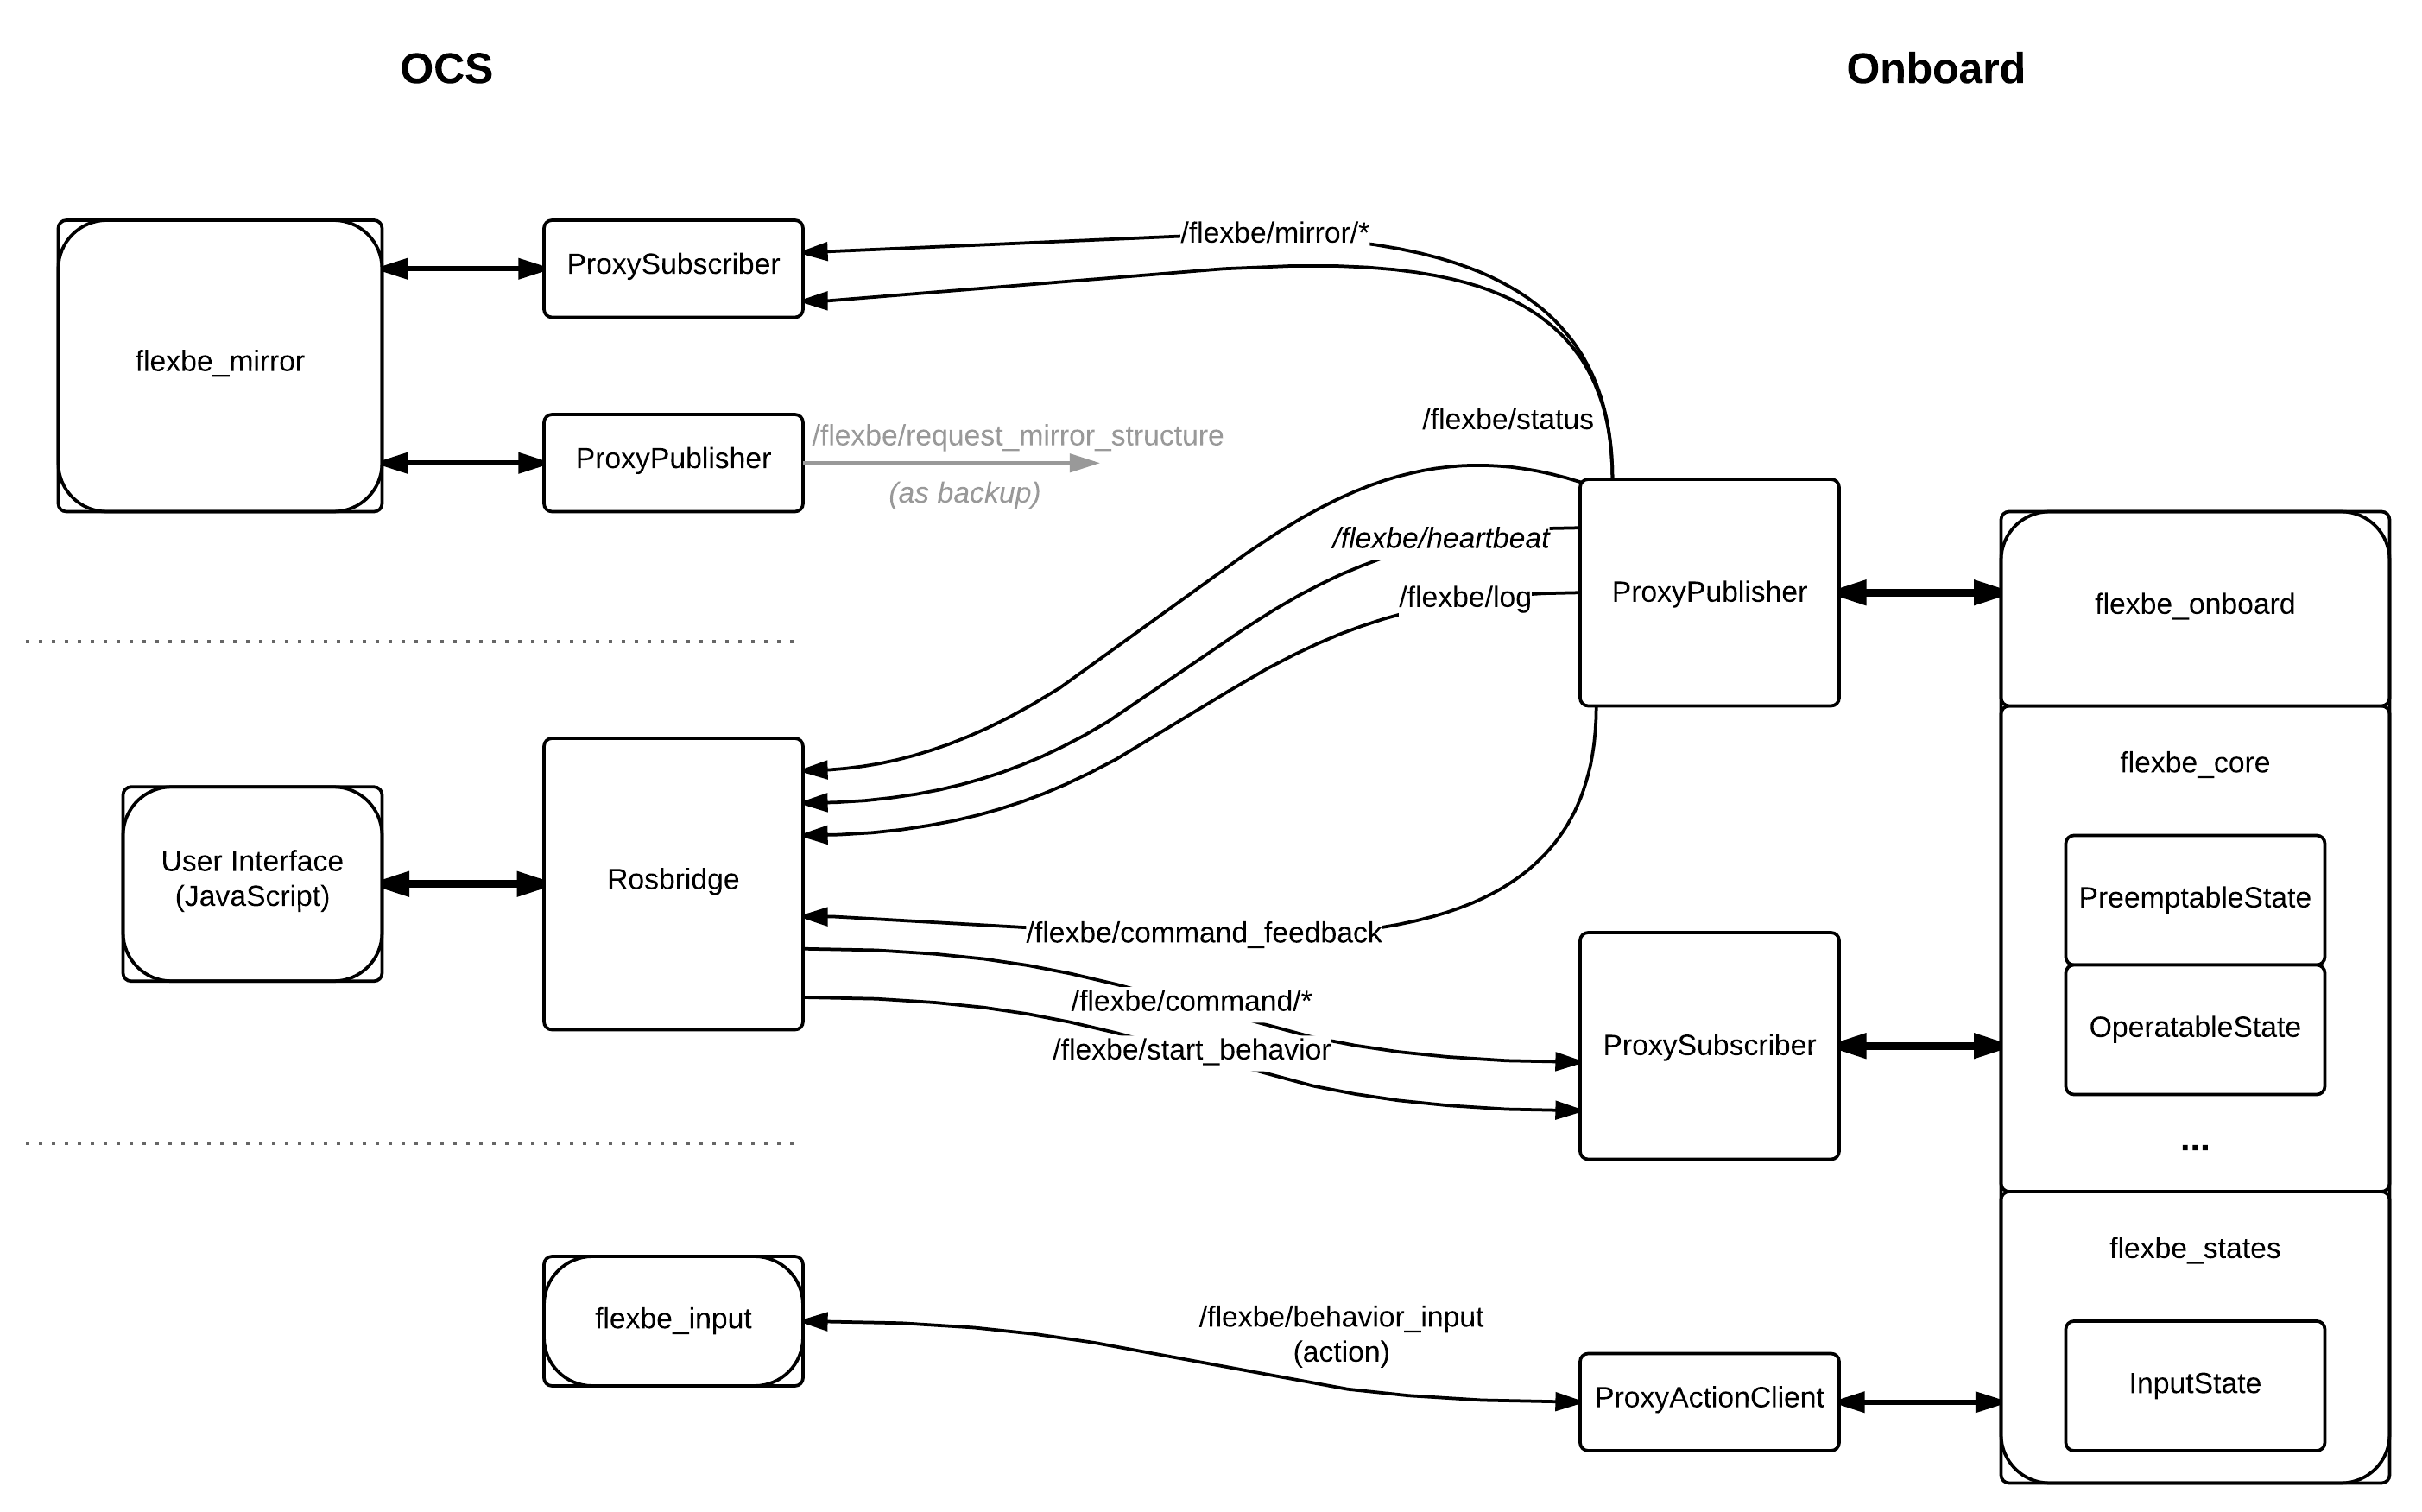 OCS
Onboard
flexbe_mirror
ProxySubscriber
/flexbe/mirror/*
ProxyPublisher
/flexbe/request_mirror_structure
(as backup)
/flexbe/status
/flexbe/heartbeat
/flexbe/log
ProxyPublisher
flexbe_onboard
User Interface
(JavaScript)
Rosbridge
/flexbe/command_feedback
/flexbe/command/*
/flexbe/start_behavior
ProxySubscriber
flexbe_core
PreemptableState
OperatableState
...
flexbe_input
/flexbe/behavior_input
(action)
ProxyActionClient
flexbe_states
InputState